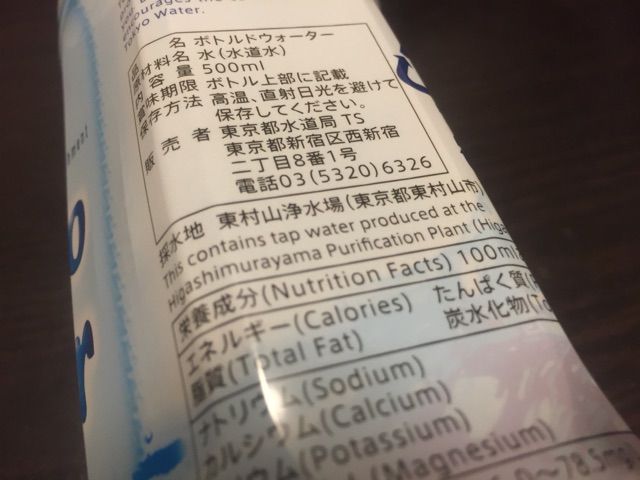 ourages the
Tokyo Water.
名 ボトルドウォーター
原材料名 水(水道水)
内容量 500ml
賞味期限 ボトル上部に記載
保存方法 高温、直射日光を避けて
保存してください。
販売者 東京都水道局 TS
東京都新宿区西新宿
二丁目8番1号
電話03(5320)6326
採水地 東村山浄水場(東京都東村山市)
This contains tap water produced at the
Higashimurayama Purification Plant (Higa
栄養成分(Nutrition Facts) 100ml
エネルギー(Calories) たんぱく質(
脂質(Total Fat) 炭水化物(To
ナトリウム(Sodium)
カルシウム(Calcium)
ウム(Potassium)
(Magnesium)
~78.5mg